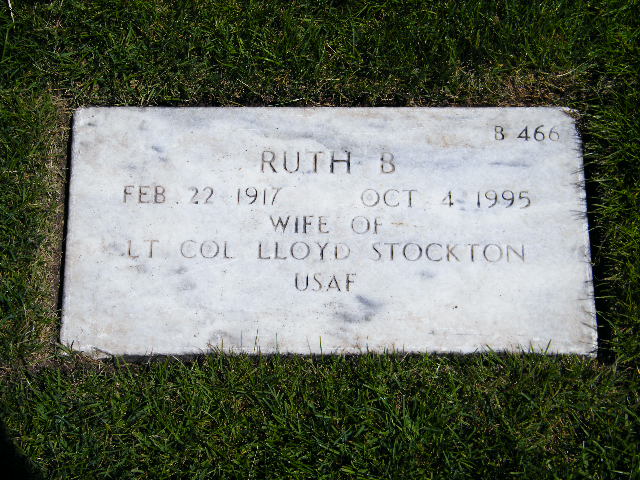 B 466
RUTH B
FEB 22 1917 OCT 4 1995
WIFE OF
LT COL LLOYD STOCKTON
USAF